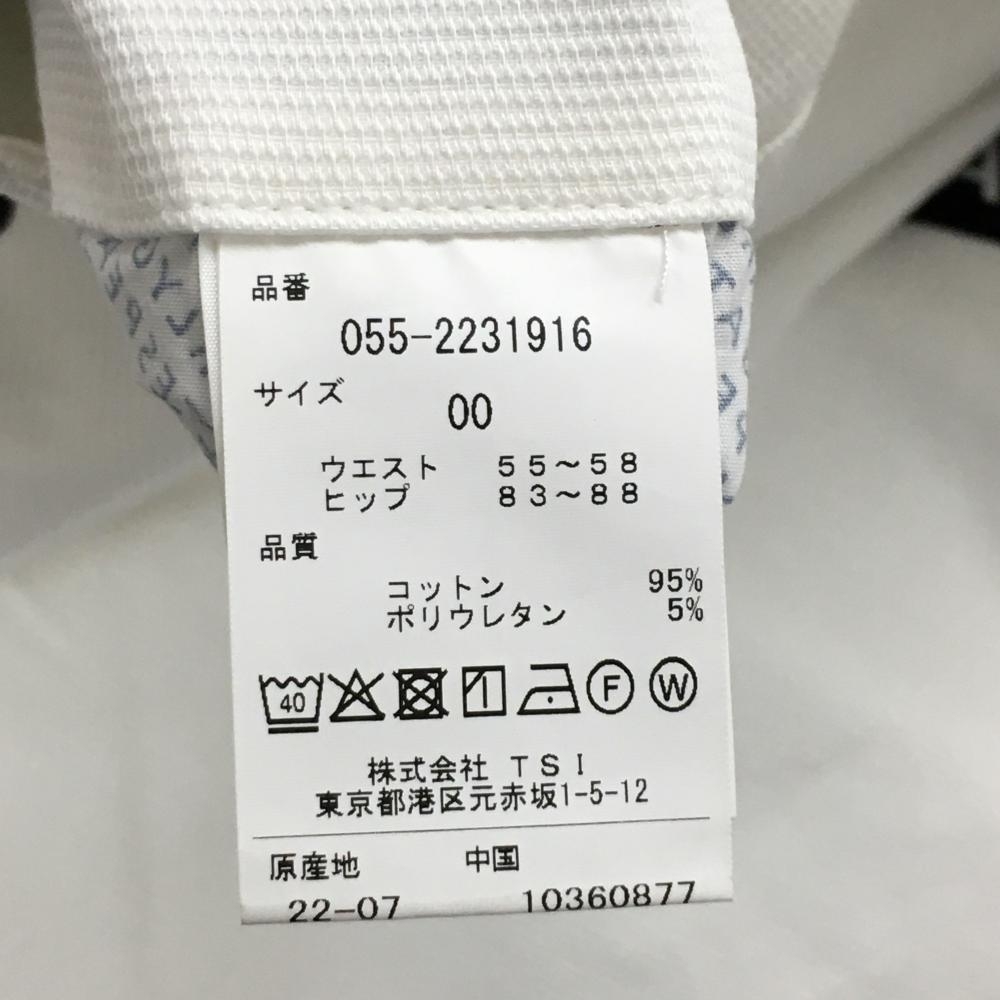 品番
055-2231916
サイズ
00
ウエスト 55〜58
ヒップ 83〜88
品質
コットン 95%
ポリウレタン 5%
40 F W
株式会社 TSI
東京都港区元赤坂1-5-12
原産地 中国
22-07 10360877